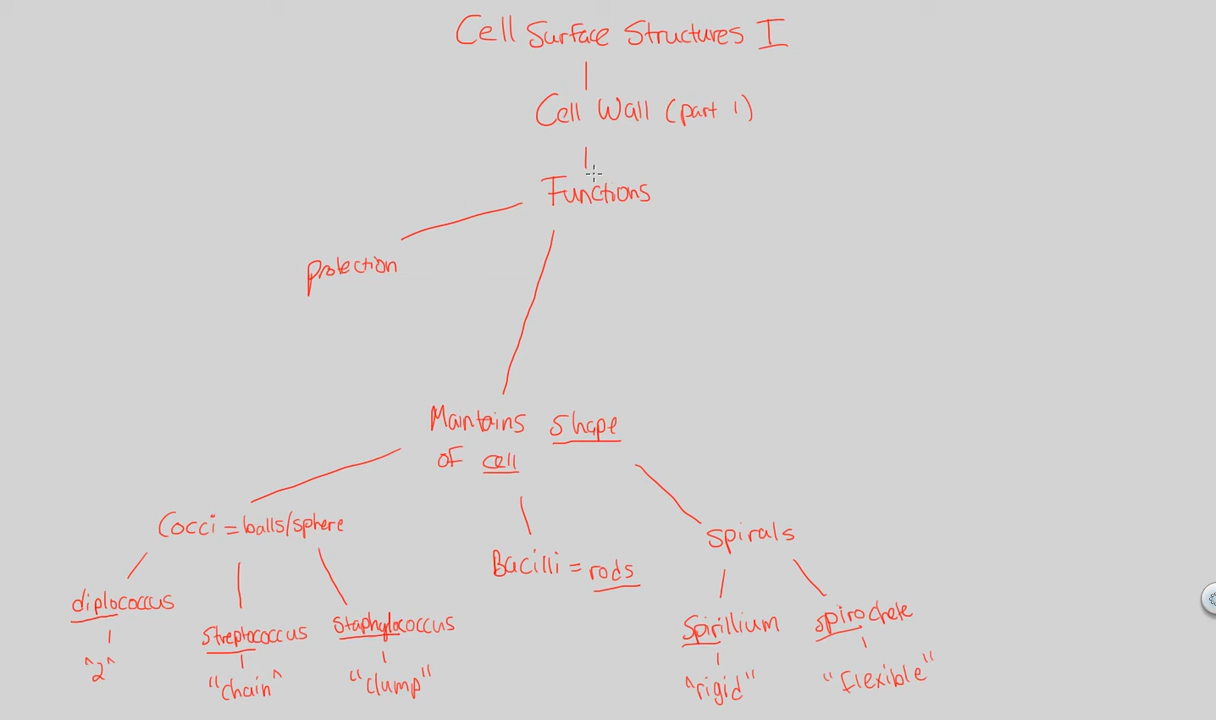 Cell Surface Structures I
Cell Wall (part 1)
Functions
protection
Maintains shape
of cell
Cocci = balls/sphere
Bacilli = rods
spirals
diplococcus
streptococcus
staphylococcus
Spirillium
spirochete
"2"
"chain"
"clump"
"rigid"
"flexible"